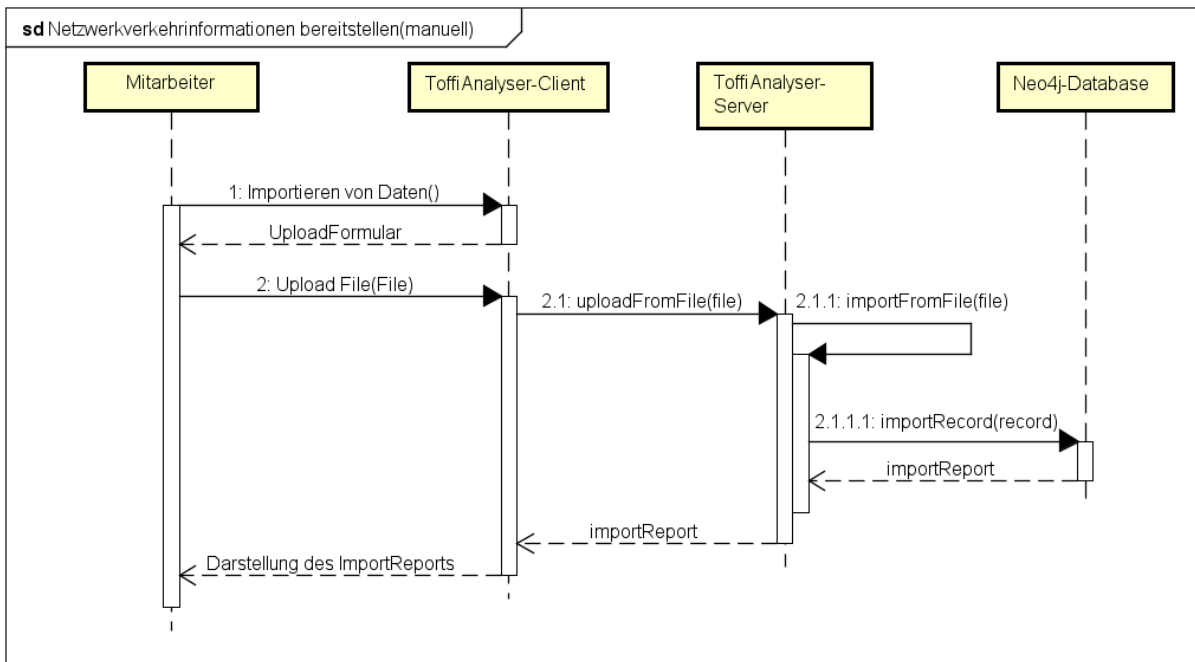 sd Netzwerkverkehrinformationen bereitstellen(manuell)
Mitarbeiter
ToffiAnalyser-Client
ToffiAnalyser-
Server
Neo4j-Database
1: Importieren von Daten()
UploadFormular
2: Upload File(File)
2.1: uploadFromFile(file)
2.1.1: importFromFile(file)
2.1.1.1: importRecord(record)
importReport
importReport
Darstellung des ImportReports